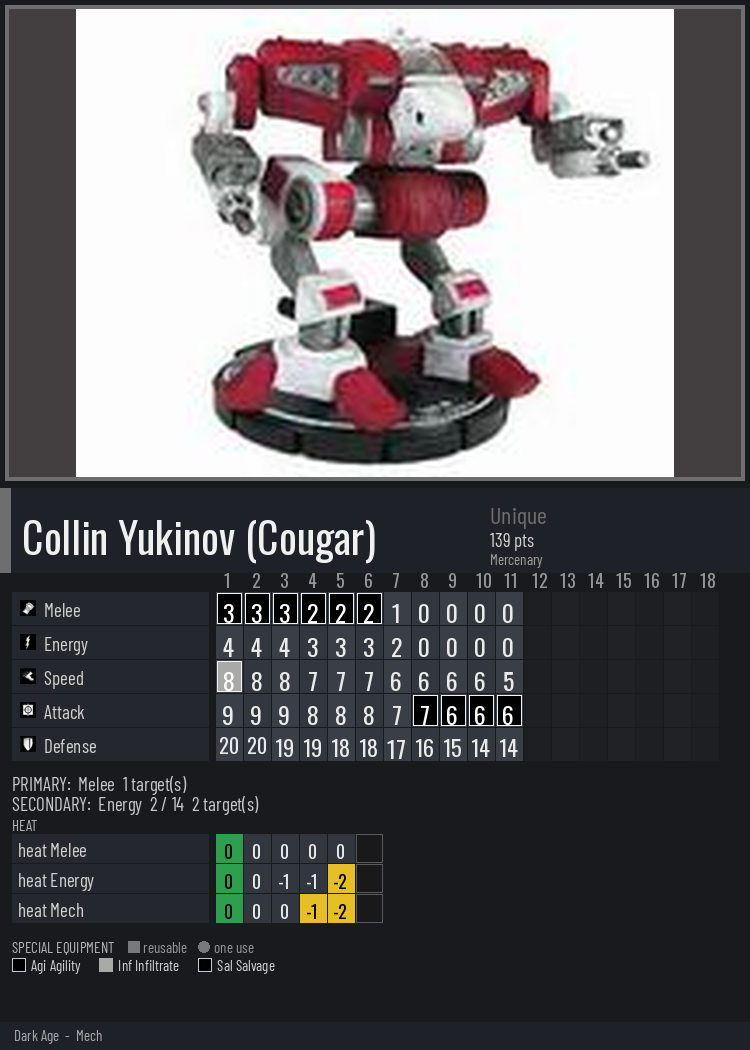 Collin Yukinov (Cougar)
Unique
139 pts
Mercenary
1 2 3 4 5 6 7 8 9 10 11 12 13 14 15 16 17 18
Melee 3 3 3 2 2 2 1 0 0 0 0
Energy 4 4 4 3 3 3 2 0 0 0 0
Speed 8 8 8 7 7 7 6 6 6 6 5
Attack 9 9 9 8 8 8 7 7 6 6 6
Defense 20 20 19 19 18 18 17 16 15 14 14
PRIMARY: Melee 1 target(s)
SECONDARY: Energy 2 / 14 2 target(s)
HEAT
heat Melee 0 0 0 0 0
heat Energy 0 0 -1 -1 -2
heat Mech 0 0 0 -1 -2
SPECIAL EQUIPMENT reusable one use
Agi Agility Inf Infiltrate Sal Salvage
Dark Age - Mech